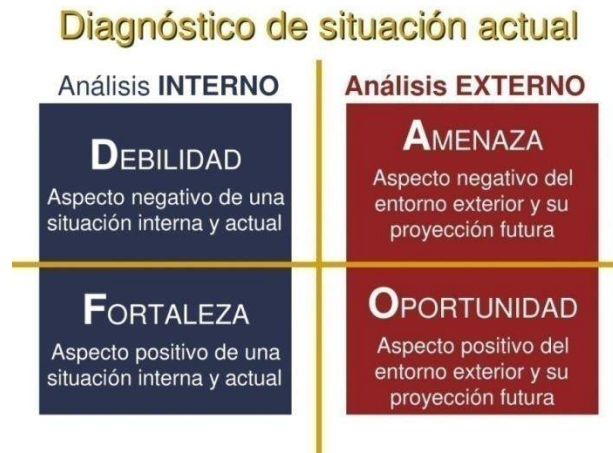 Diagnóstico de situación actual
Análisis INTERNO
Análisis EXTERNO
DEBILIDAD
Aspecto negativo de una
situación interna y actual
AMENAZA
Aspecto negativo del
entorno exterior y su
proyección futura
FORTALEZA
Aspecto positivo de una
situación interna y actual
OPORTUNIDAD
Aspecto positivo del
entorno exterior y su
proyección futura